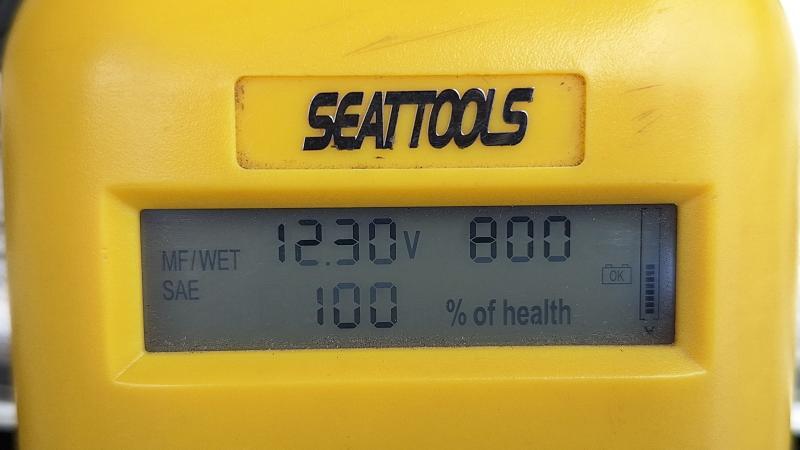 SEATTOOLS
MF/WET 12.30V 800
SAE 100 % of health
OK